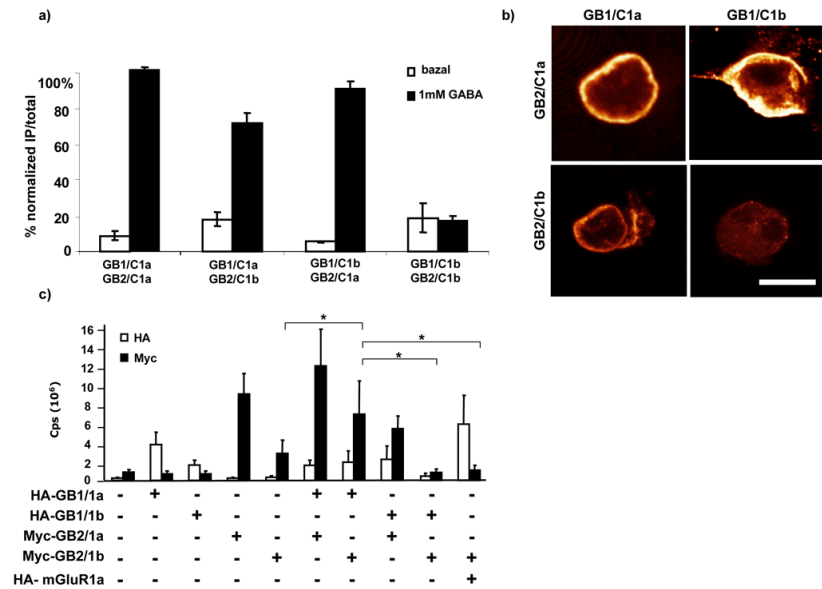 a)
% normalized IP/total
100%
80
60
40
20
0
bazal
1mM GABA
GB1/C1a GB1/C1a GB1/C1b GB1/C1b
GB2/C1a GB2/C1b GB2/C1a GB2/C1b
b)
GB1/C1a GB1/C1b
GB2/C1a
GB2/C1b
c)
Cps (10⁶)
16
14
12
10
8
6
4
2
0
HA
Myc
*
*
*
HA-GB1/1a - + - - - + + - - -
HA-GB1/1b - - + - - - - + + -
Myc-GB2/1a - - - + - + - + - -
Myc-GB2/1b - - - - + - + - + +
HA- mGluR1a - - - - - - - - - +